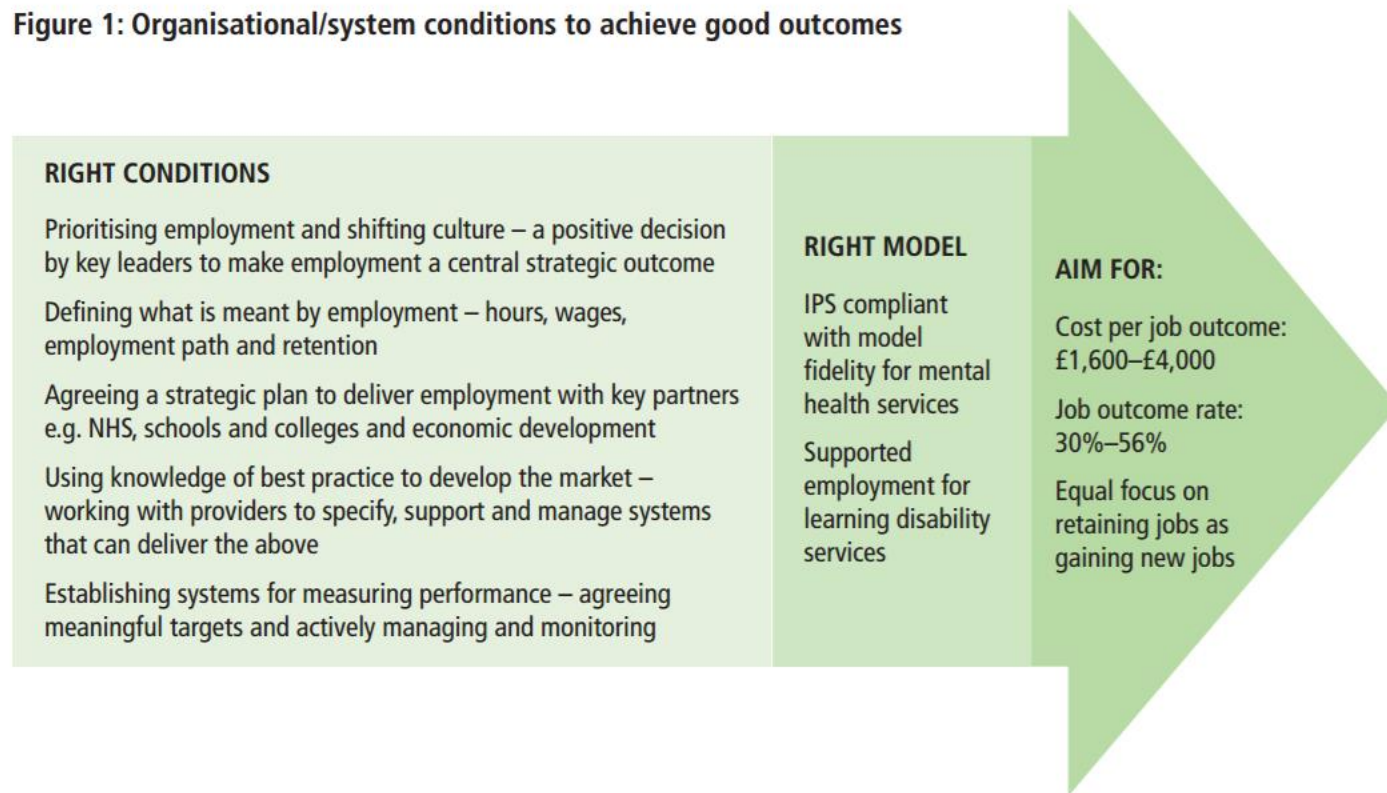 Figure 1: Organisational/system conditions to achieve good outcomes
RIGHT CONDITIONS
Prioritising employment and shifting culture – a positive decision
by key leaders to make employment a central strategic outcome
Defining what is meant by employment – hours, wages,
employment path and retention
Agreeing a strategic plan to deliver employment with key partners
e.g. NHS, schools and colleges and economic development
Using knowledge of best practice to develop the market –
working with providers to specify, support and manage systems
that can deliver the above
Establishing systems for measuring performance – agreeing
meaningful targets and actively managing and monitoring
RIGHT MODEL
IPS compliant
with model
fidelity for mental
health services
Supported
employment for
learning disability
services
AIM FOR:
Cost per job outcome:
£1,600–£4,000
Job outcome rate:
30%–56%
Equal focus on
retaining jobs as
gaining new jobs